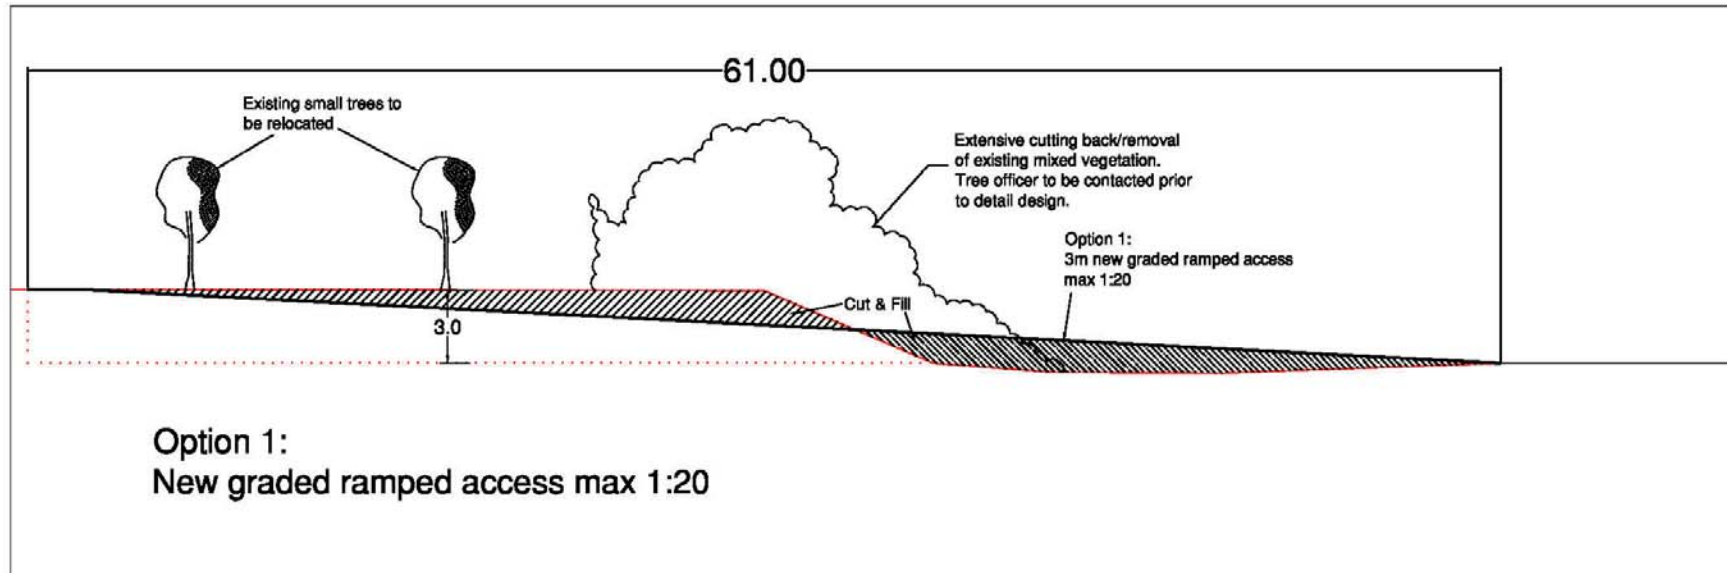 61.00
Existing small trees to
be relocated
Extensive cutting back/removal
of existing mixed vegetation.
Tree officer to be contacted prior
to detail design.
Option 1:
3m new graded ramped access
max 1:20
Cut & Fill
3.0
Option 1:
New graded ramped access max 1:20